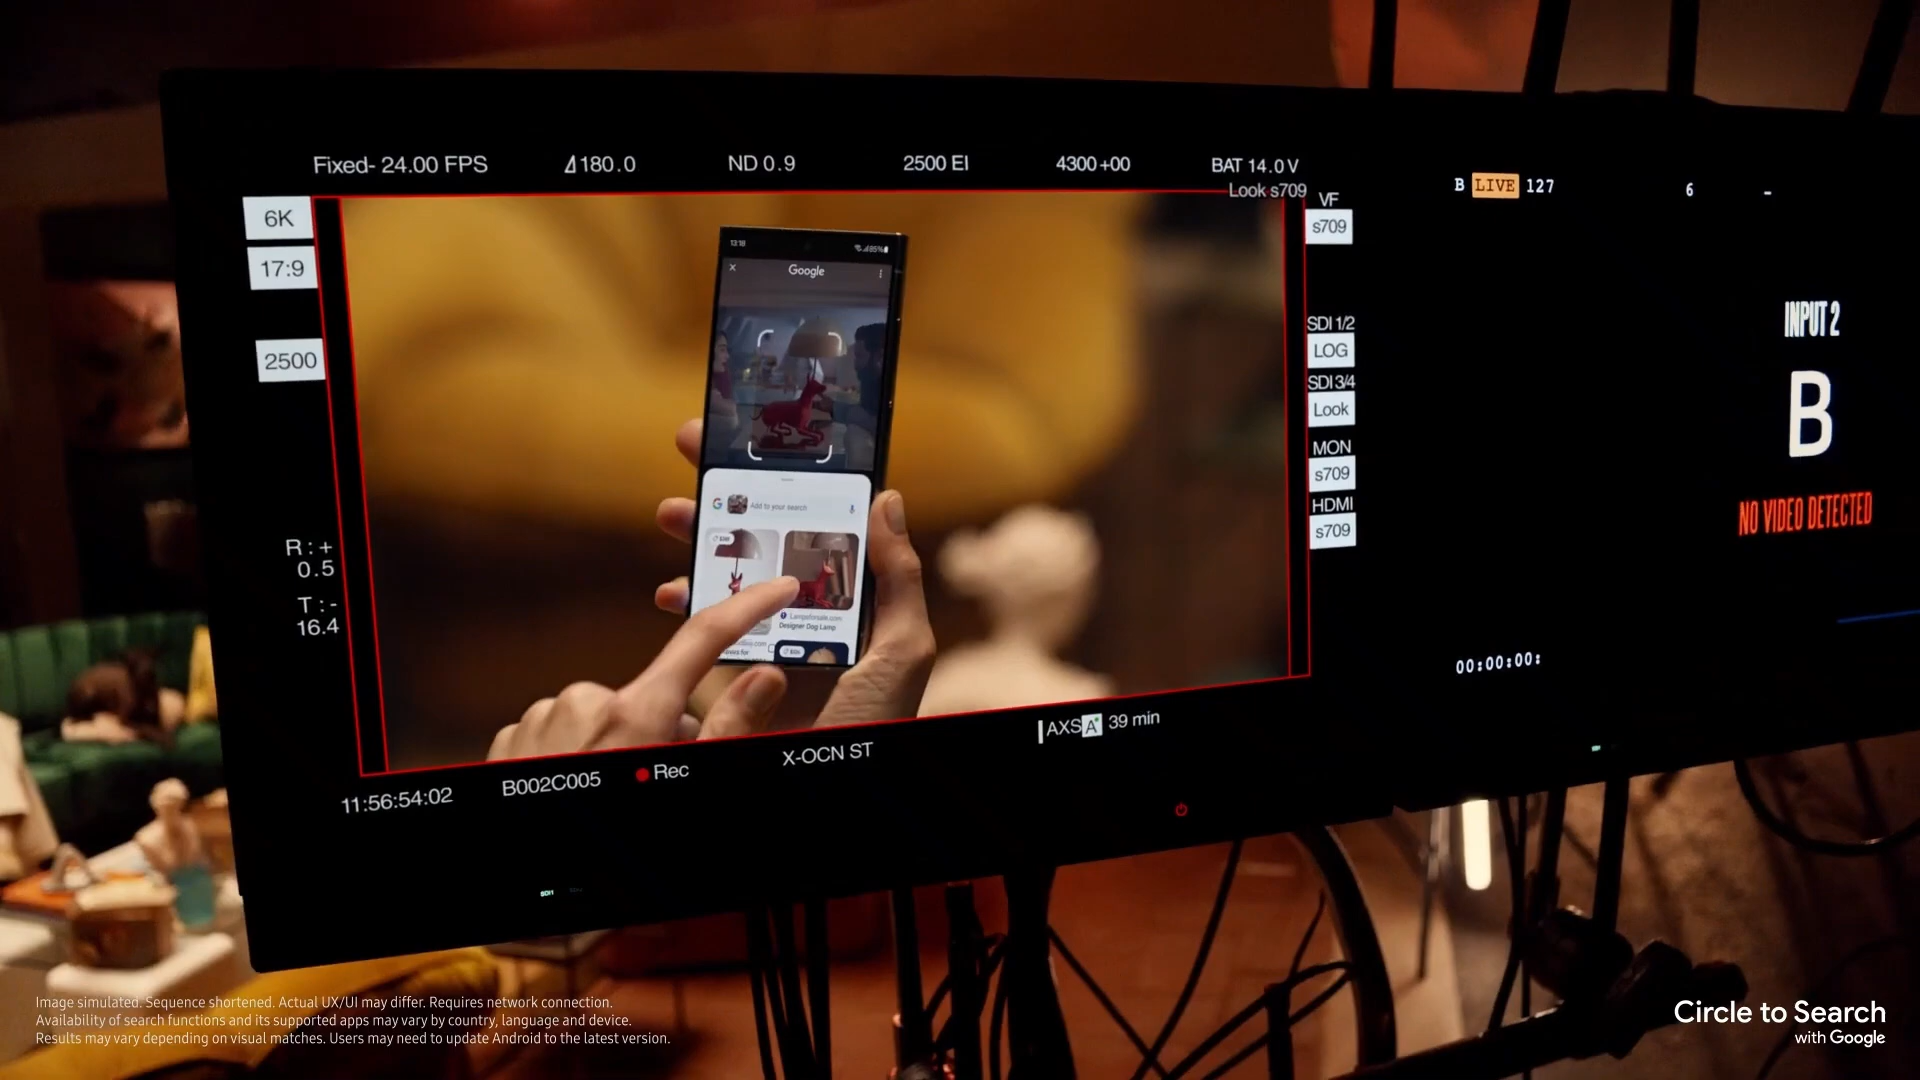 Fixed- 24.00 FPS
⊿180.0
ND 0.9
2500 EI
4300+00
BAT 14.0 V
Look s709
6K
17:9
2500
R : +
0.5
T : -
16.4
VF
s709
SDI 1/2
LOG
SDI 3/4
Look
MON
s709
HDMI
s709
B LIVE 127
6
-
INPUT 2
B
NO VIDEO DETECTED
00:00:00:
13:18
85%
Google
G
Add to your search
Lampsforsale.com
Designer Dog Lamp
11:56:54:02
B002C005
Rec
X-OCN ST
AXS A 39 min
SDI1
Image simulated. Sequence shortened. Actual UX/UI may differ. Requires network connection.
Availability of search functions and its supported apps may vary by country, language and device.
Results may vary depending on visual matches. Users may need to update Android to the latest version.
Circle to Search
with Google